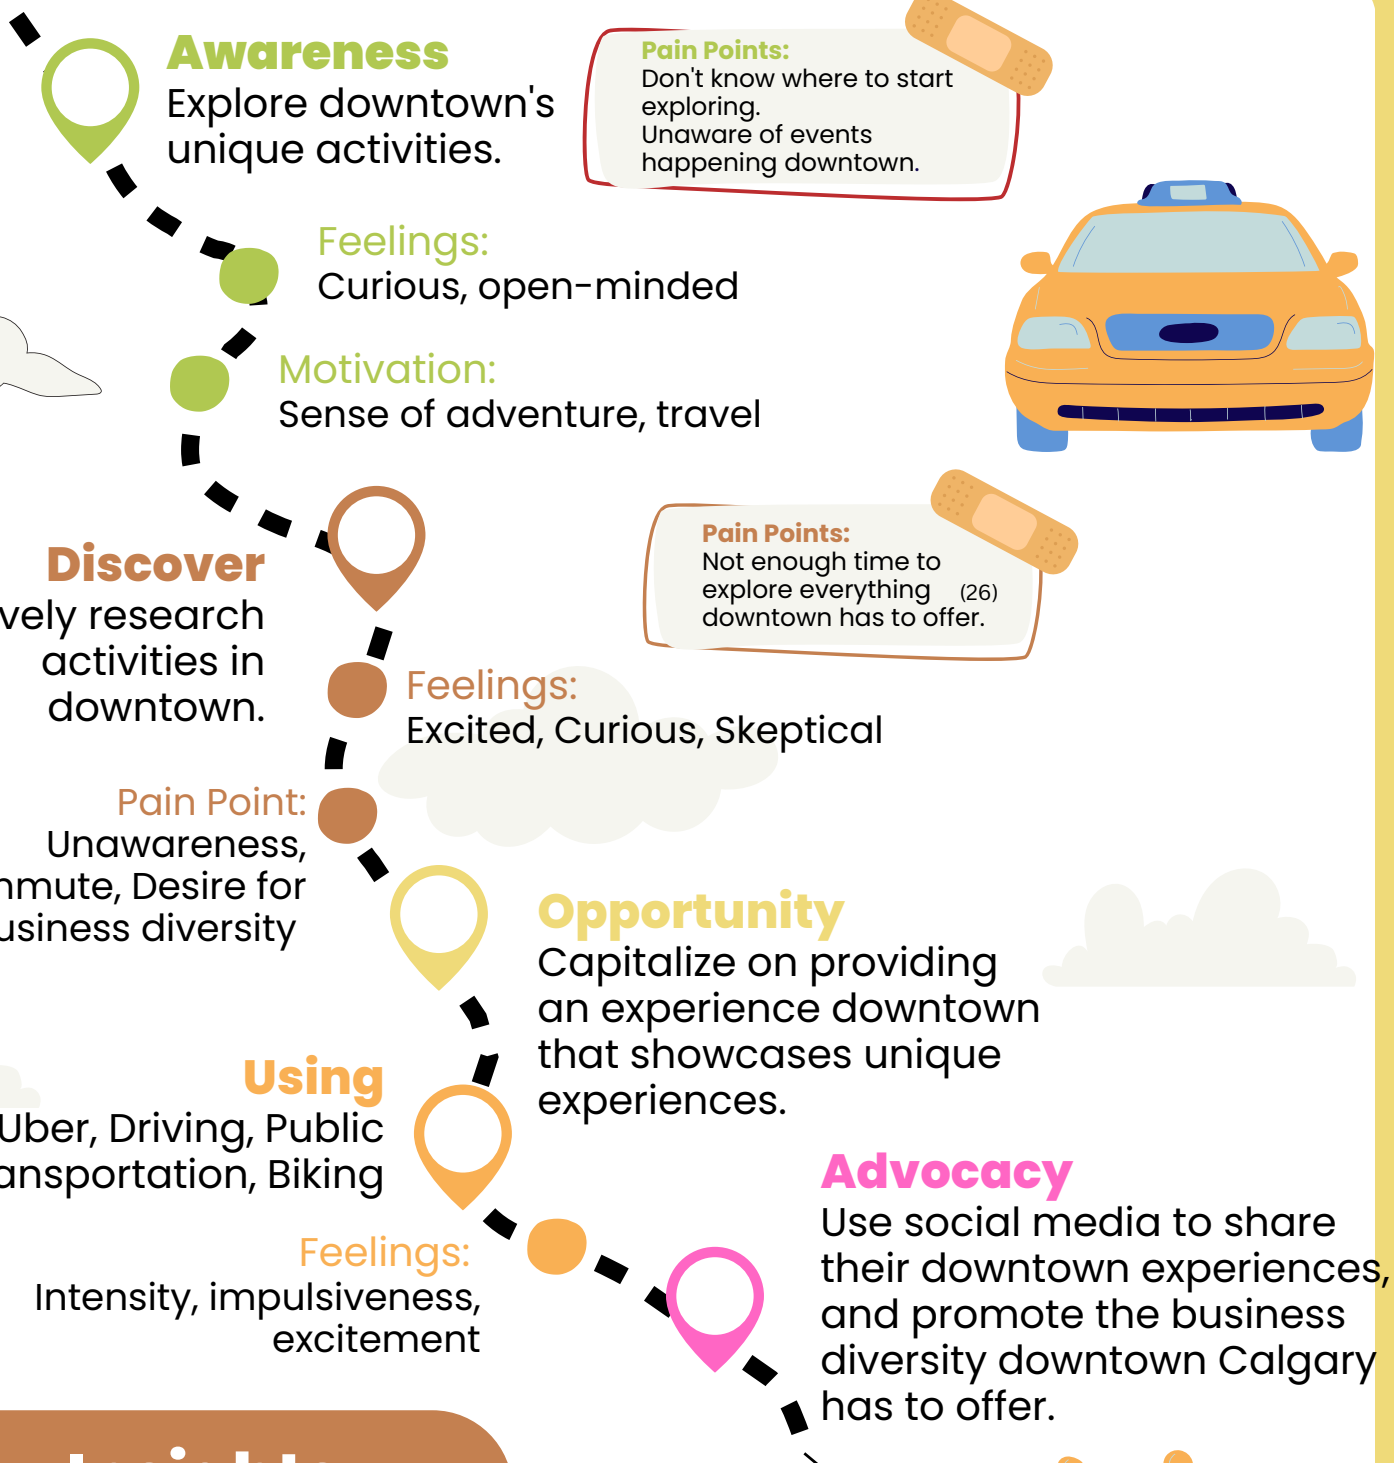 Awareness
Explore downtown's
unique activities.
Pain Points:
Don't know where to start
exploring.
Unaware of events
happening downtown.
Feelings:
Curious, open-minded
Motivation:
Sense of adventure, travel
Discover
vely research
activities in
downtown.
Pain Points:
Not enough time to
explore everything (26)
downtown has to offer.
Feelings:
Excited, Curious, Skeptical
Pain Point:
Unawareness,
mmute, Desire for
usiness diversity
Opportunity
Capitalize on providing
an experience downtown
that showcases unique
experiences.
Using
Uber, Driving, Public
ansportation, Biking
Feelings:
Intensity, impulsiveness,
excitement
Advocacy
Use social media to share
their downtown experiences,
and promote the business
diversity downtown Calgary
has to offer.